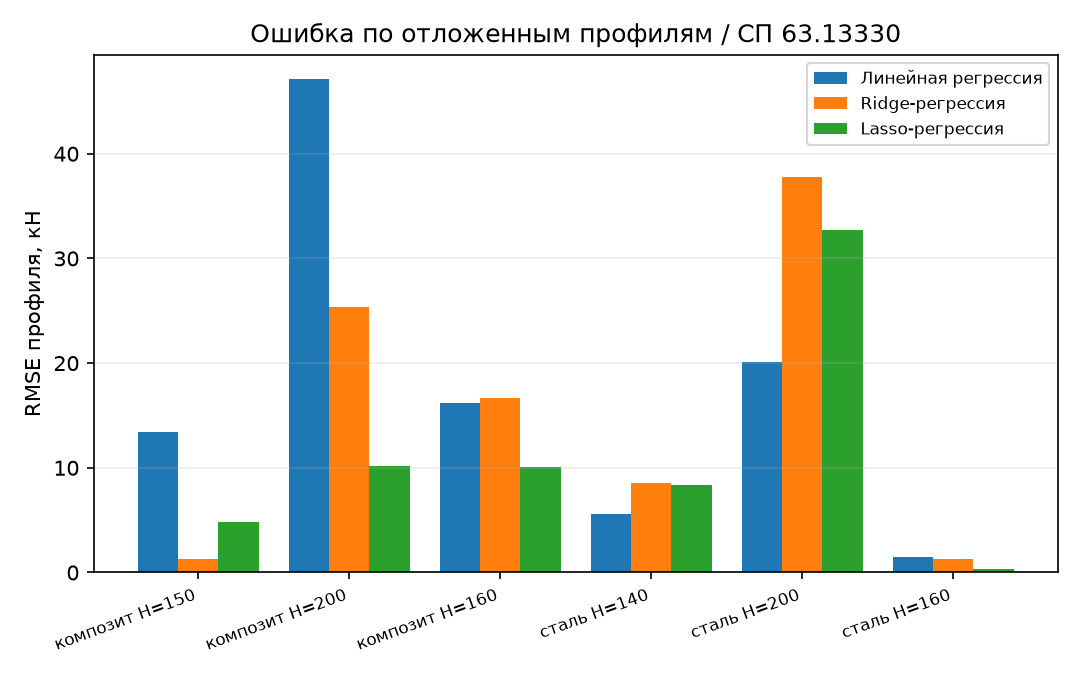 Ошибка по отложенным профилям / СП 63.13330
Линейная регрессия
Ridge-регрессия
Lasso-регрессия
RMSE профиля, кН
40
30
20
10
0
композит H=150
композит H=200
композит H=160
сталь H=140
сталь H=200
сталь H=160